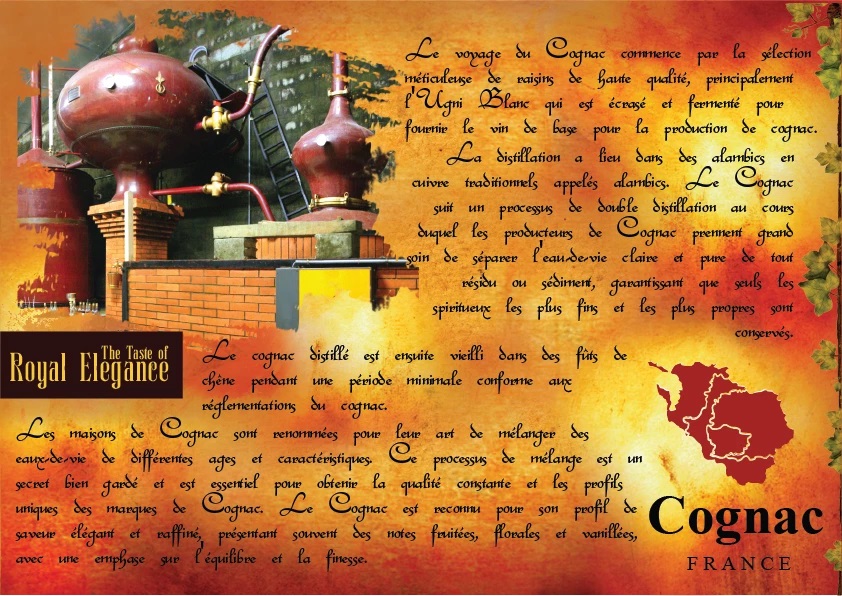 Le voyage du Cognac commence par la sélection
méticuleuse de raisins de haute qualité, principalement
l'Ugni Blanc qui est écrasé et fermenté pour
fournir le vin de base pour la production de cognac.
La distillation a lieu dans des alambics en
cuivre traditionnels appelés alambics. Le Cognac
suit un processus de double distillation au cours
duquel les producteurs de Cognac prennent grand
soin de séparer l'eau-de-vie claire et pure de tout
résidu ou sédiment, garantissant que seuls les
spiritueux les plus fins et les plus propres sont
conservés.
The Taste of
Royal Elegance
Le cognac distillé est ensuite vieilli dans des fûts de
chêne pendant une période minimale conforme aux
réglementations du cognac.
Les maisons de Cognac sont renommées pour leur art de mélanger des
eaux-de-vie de différentes ages et caractéristiques. Ce processus de mélange est un
secret bien gardé et est essentiel pour obtenir la qualité constante et les profils
uniques des marques de Cognac. Le Cognac est reconnu pour son profil de
saveur élégant et raffiné, présentant souvent des notes fruitées, florales et vanillées,
avec une emphase sur l'équilibre et la finesse.
Cognac
FRANCE